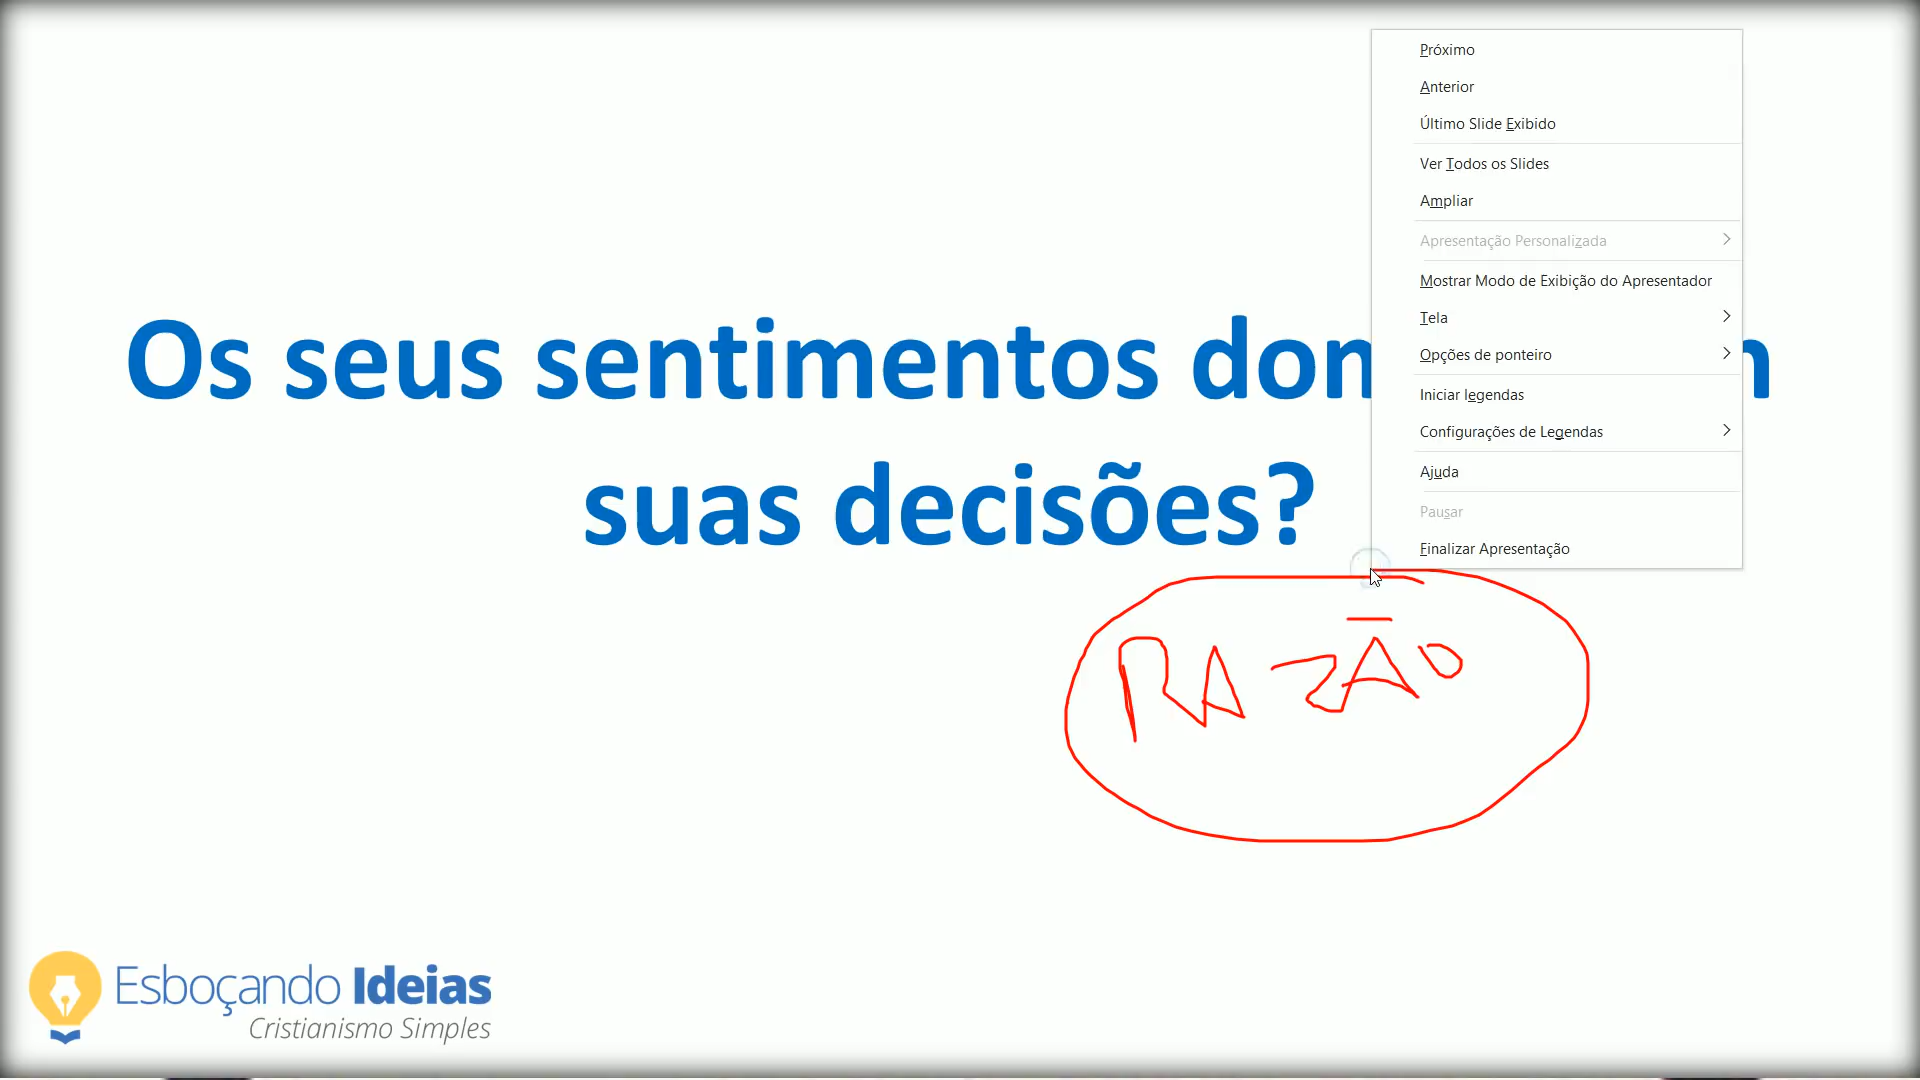 Os seus sentimentos don
suas decisões?
RAZÃO
Próximo
Anterior
Último Slide Exibido
Ver Todos os Slides
Ampliar
Apresentação Personalizada
Mostrar Modo de Exibição do Apresentador
Tela
Opções de ponteiro
Iniciar legendas
Configurações de Legendas
Ajuda
Pausar
Finalizar Apresentação
Esboçando Ideias
Cristianismo Simples